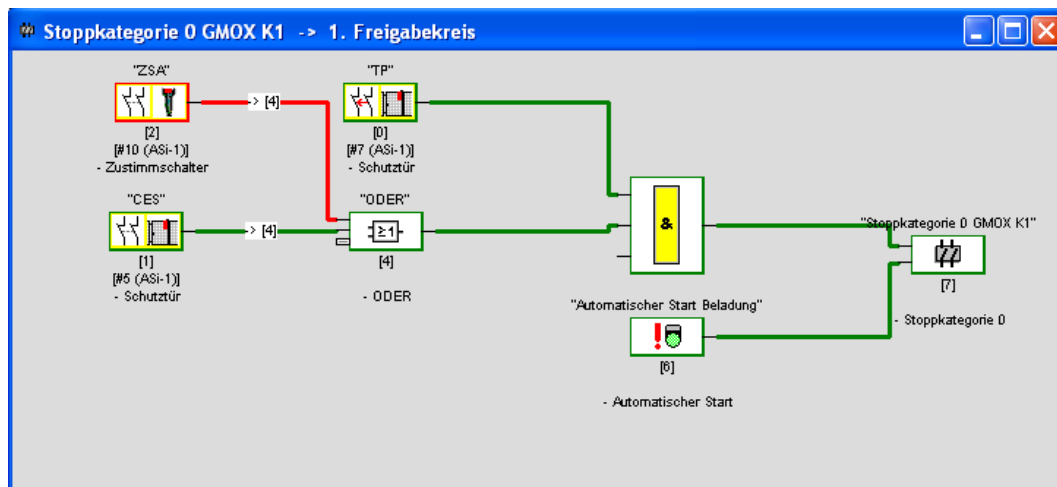 Stoppkategorie 0 GMOX K1 -> 1. Freigabekreis
"ZSA"
-> [4]
[2]
[#10 (ASi-1)]
- Zustimmschalter
"TP"
[0]
[#7 (ASi-1)]
- Schutztür
"CES"
-> [4]
[1]
[#5 (ASi-1)]
- Schutztür
"ODER"
≥1
[4]
- ODER
&
"Stoppkategorie 0 GMOX K1"
[7]
- Stoppkategorie 0
"Automatischer Start Beladung"
[6]
- Automatischer Start